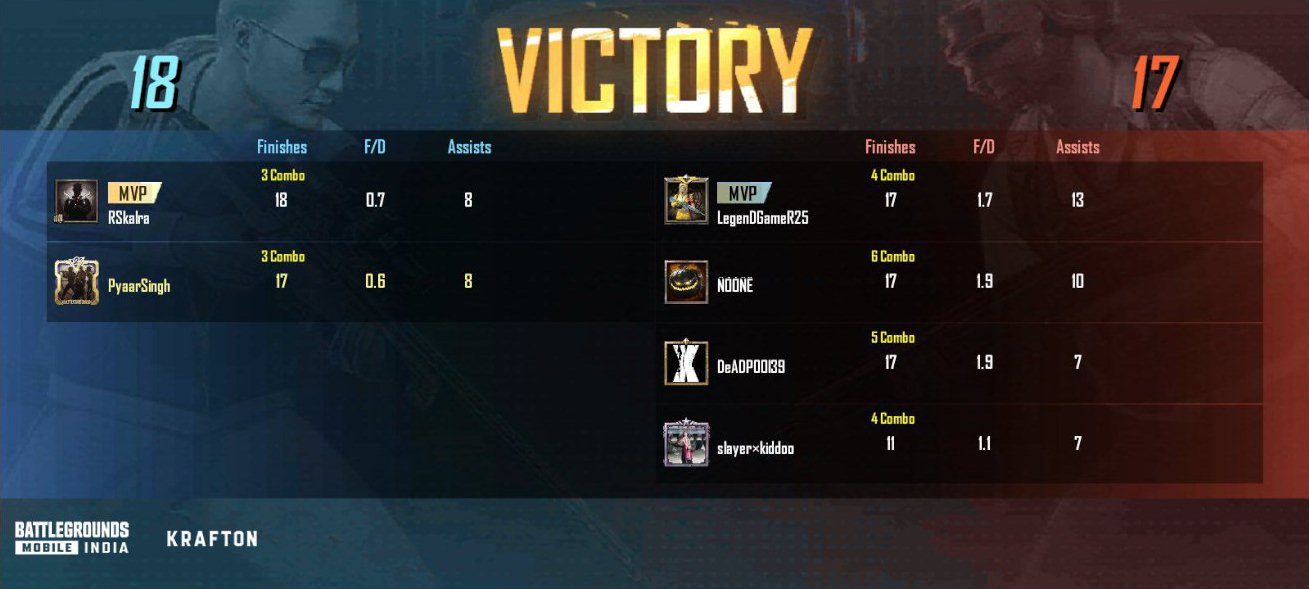 VICTORY
18
17
Finishes F/D Assists
3 Combo
MVP
18 0.7 8
RSkalra
3 Combo
PyaarSingh 17 0.6 8
Finishes F/D Assists
4 Combo
MVP
17 1.7 13
LegenDGameR25
6 Combo
NOONE 17 1.9 10
5 Combo
DeADPOOl39 17 1.9 7
4 Combo
slayer×kiddoo 11 1.1 7
BATTLEGROUNDS
MOBILE INDIA
KRAFTON